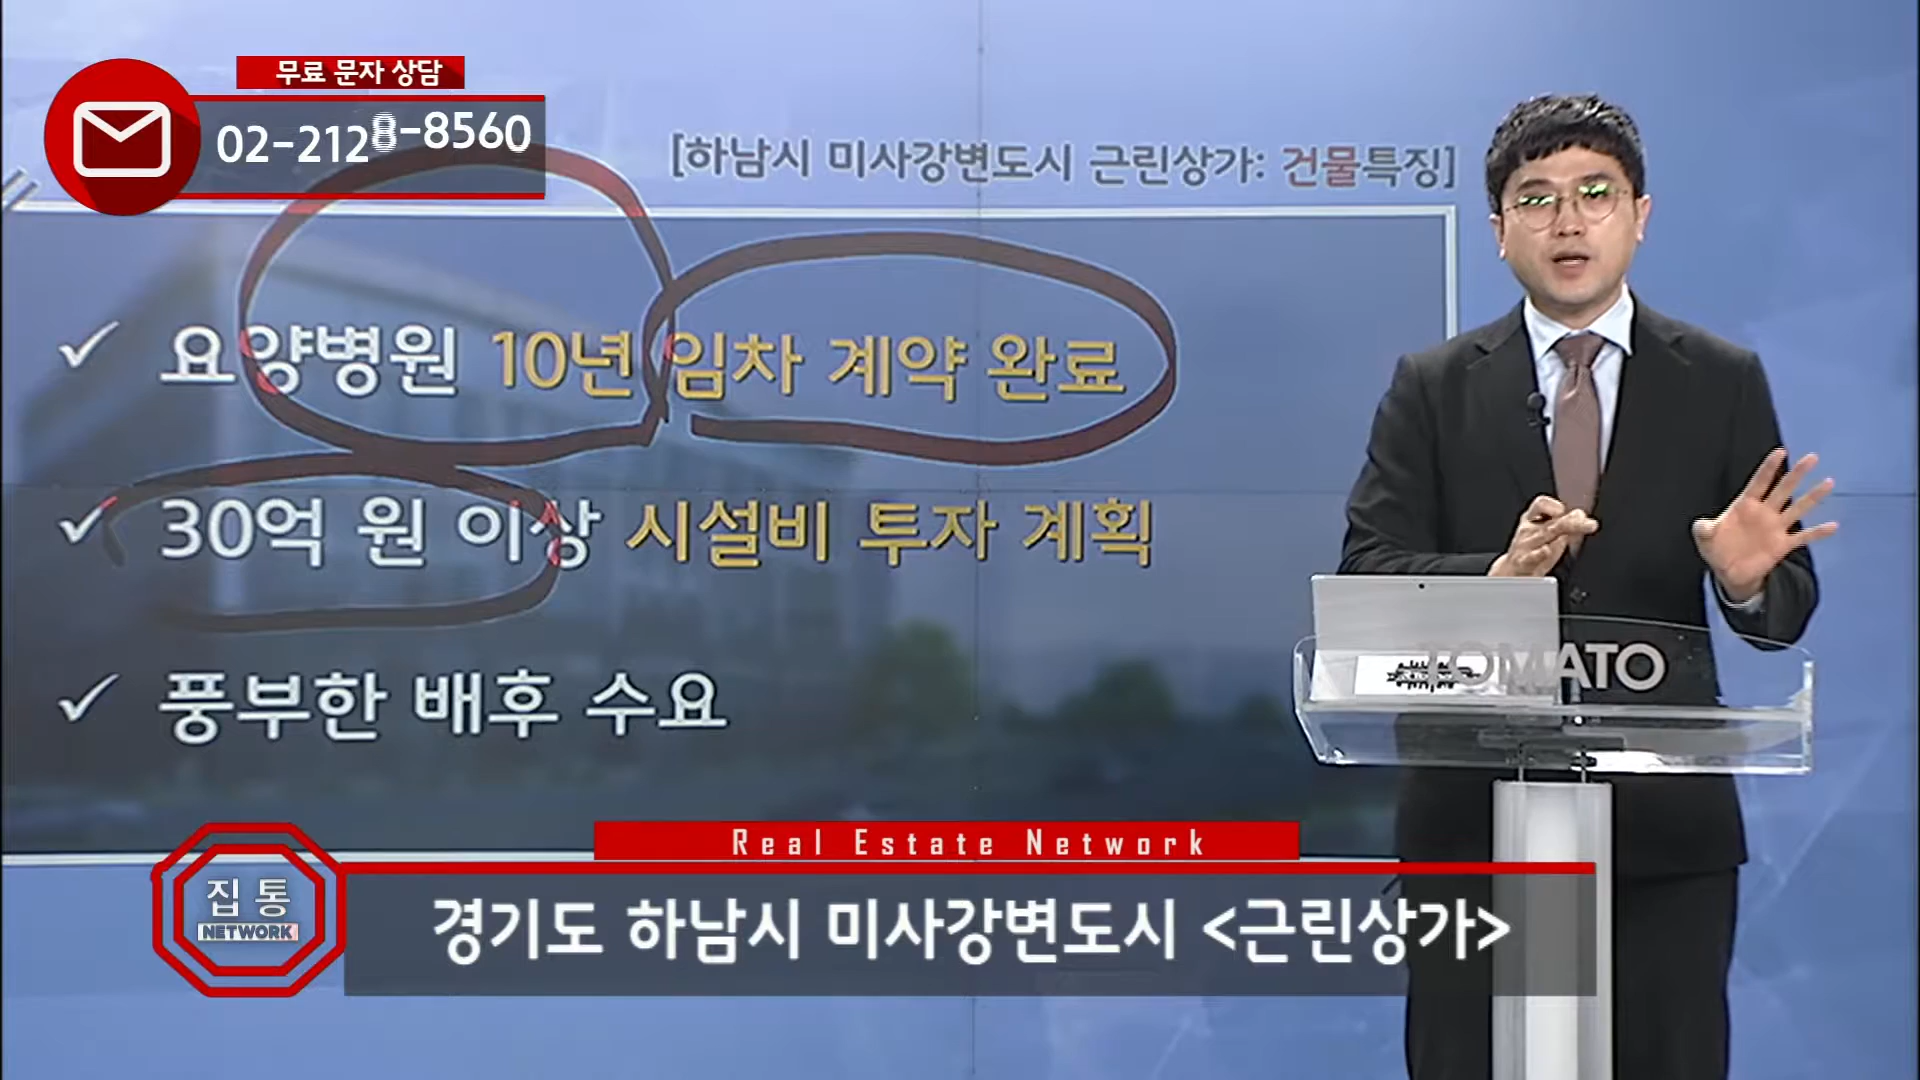 무료 문자 상담
02-2128-8560
[하남시 미사강변도시 근린상가: 건물특징]
✓ 요양병원 10년 임차 계약 완료
✓ 30억 원 이상 시설비 투자 계획
✓ 풍부한 배후 수요
TOMATO
Real Estate Network
집통
NETWORK
경기도 하남시 미사강변도시 <근린상가>